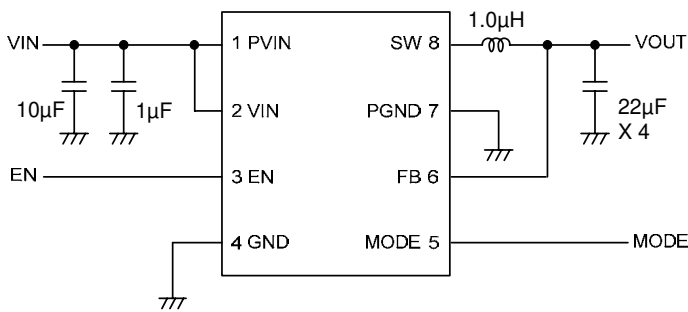 1.0µH
VIN
1 PVIN
SW 8
VOUT
10µF
1µF
2 VIN
PGND 7
22µF
X 4
EN
3 EN
FB 6
4 GND
MODE 5
MODE